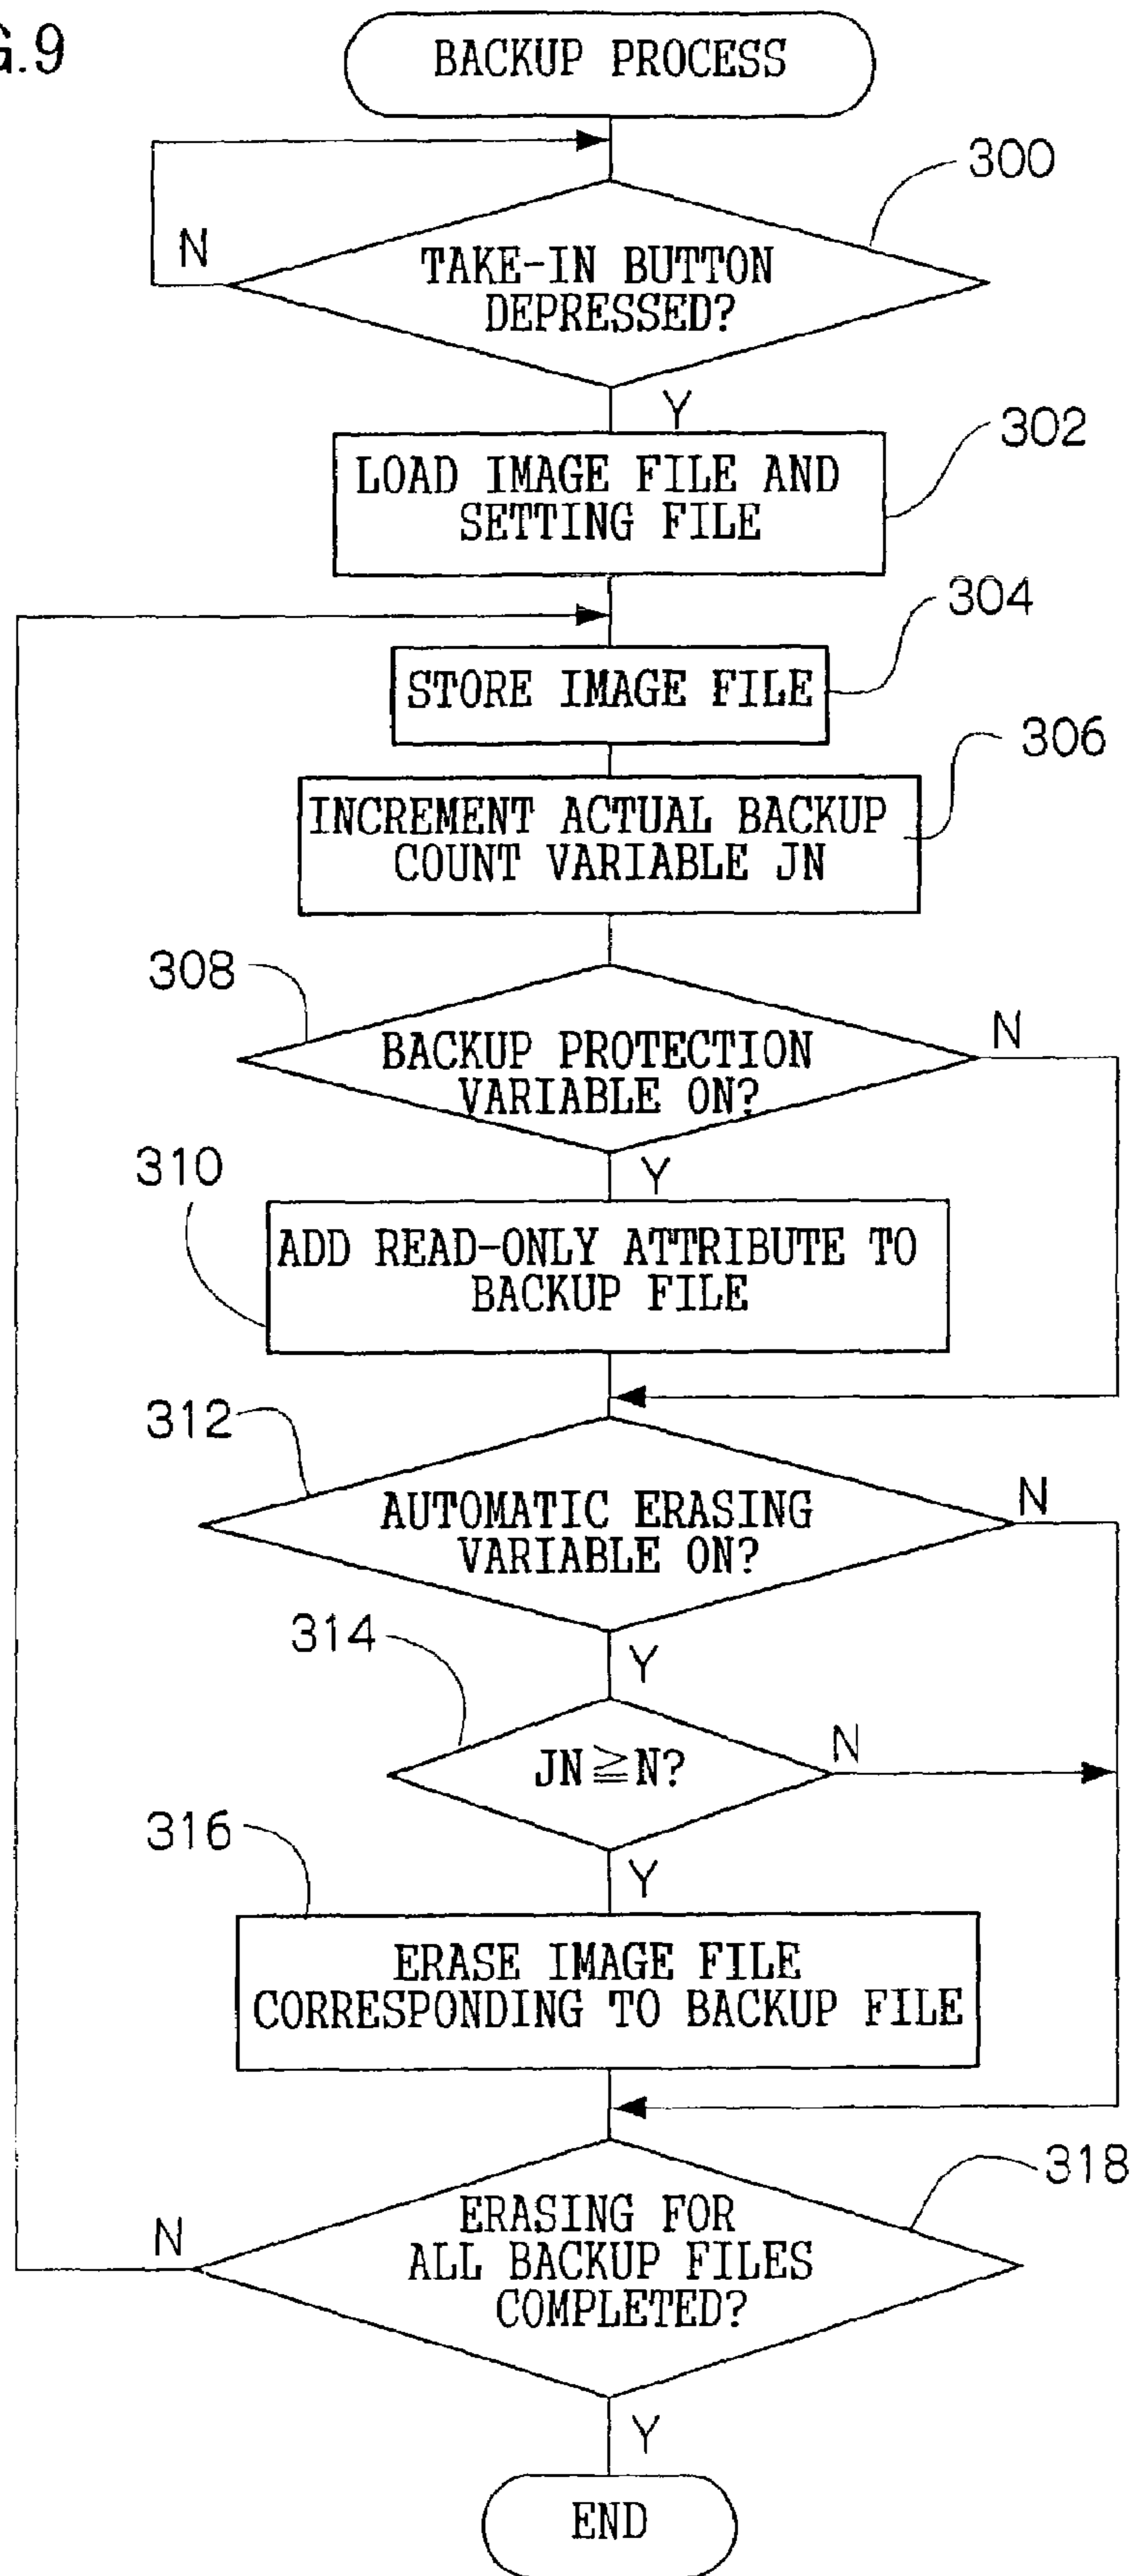 G.9
BACKUP PROCESS
300
N
TAKE-IN BUTTON
DEPRESSED?
Y
302
LOAD IMAGE FILE AND
SETTING FILE
304
STORE IMAGE FILE
306
INCREMENT ACTUAL BACKUP
COUNT VARIABLE JN
308
N
BACKUP PROTECTION
VARIABLE ON?
310
Y
ADD READ-ONLY ATTRIBUTE TO
BACKUP FILE
312
N
AUTOMATIC ERASING
VARIABLE ON?
314
Y
JN≧N?
N
316
Y
ERASE IMAGE FILE
CORRESPONDING TO BACKUP FILE
318
N
ERASING FOR
ALL BACKUP FILES
COMPLETED?
Y
END